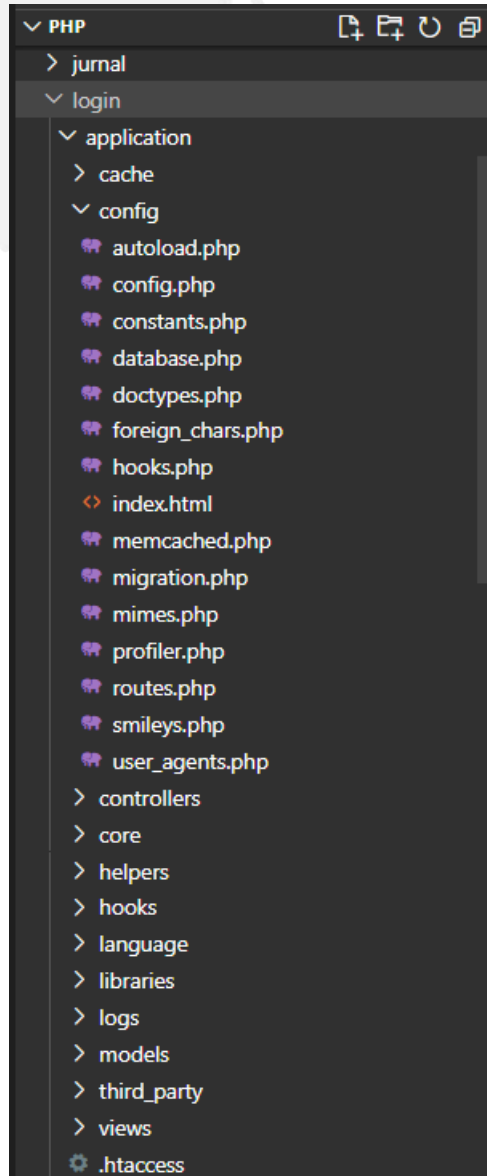 PHP
jurnal
login
application
cache
config
autoload.php
config.php
constants.php
database.php
doctypes.php
foreign_chars.php
hooks.php
index.html
memcached.php
migration.php
mimes.php
profiler.php
routes.php
smileys.php
user_agents.php
controllers
core
helpers
hooks
language
libraries
logs
models
third_party
views
.htaccess